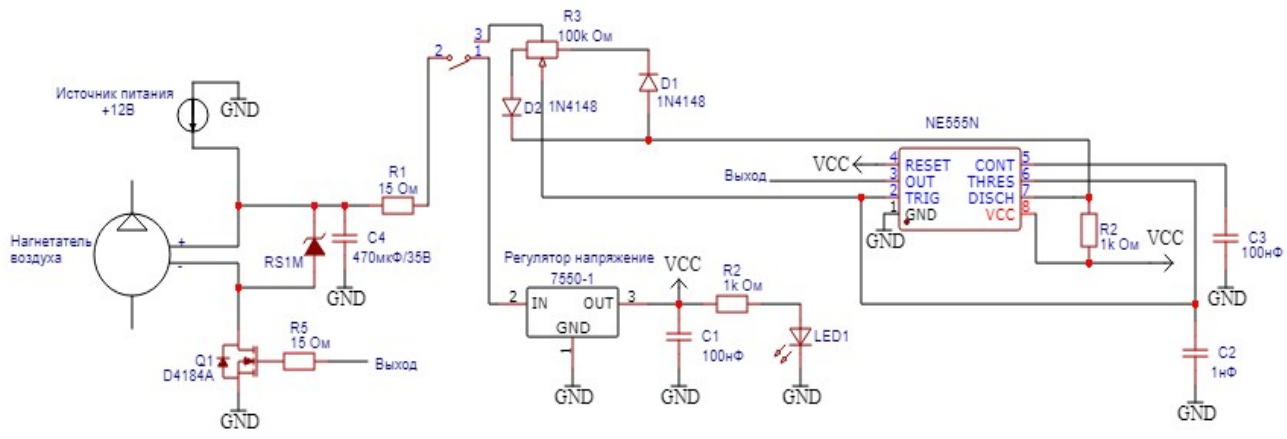 Источник питания
+12В
GND
R1
15 Ом
2
3
1
R3
100k Ом
D2
1N4148
D1
1N4148
NE555N
VCC
Выход
4
3
2
1
RESET
OUT
TRIG
GND
CONT
THRES
DISCH
VCC
5
6
7
8
GND
R2
1k Ом
VCC
C3
100нФ
GND
Нагнетатель
воздуха
+
-
RS1M
C4
470мкФ/35В
GND
Регулятор напряжение
7550-1
2
IN
OUT
3
GND
1
GND
VCC
R2
1k Ом
C1
100нФ
GND
LED1
GND
C2
1нФ
GND
Q1
D4184A
R5
15 Ом
Выход
GND